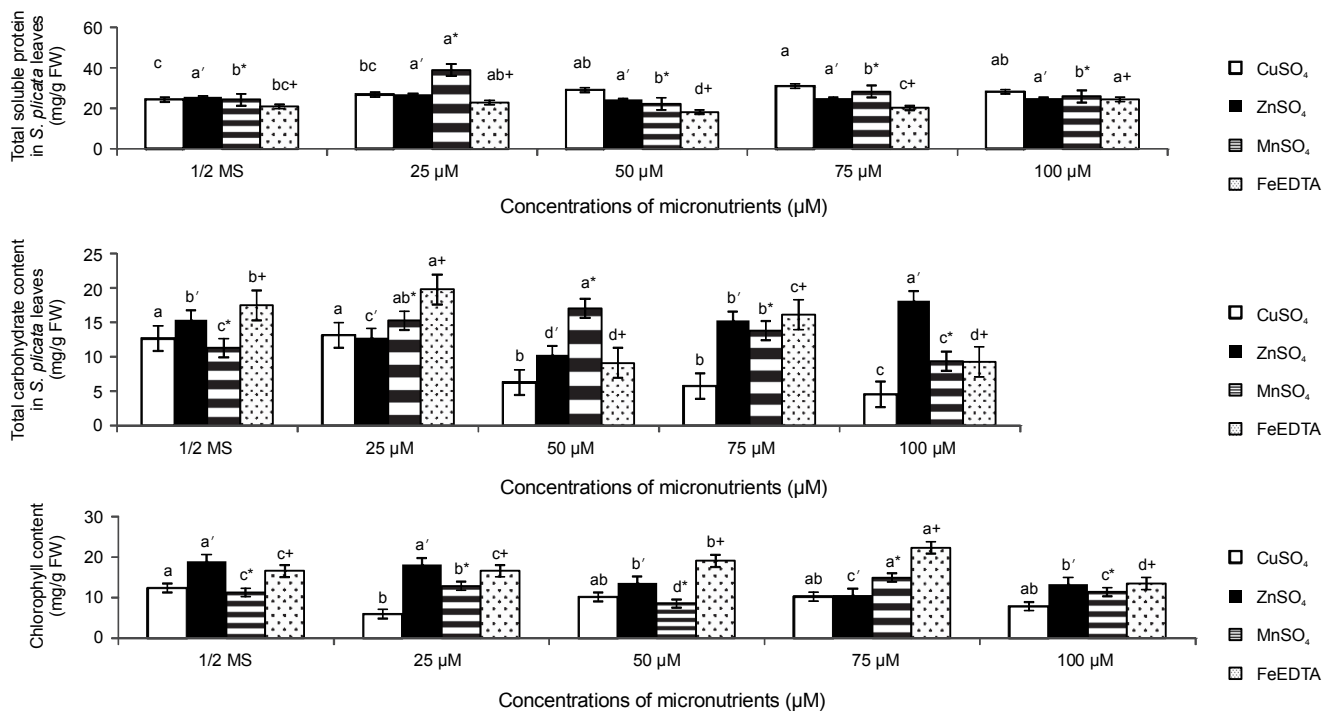 Total soluble protein
in S. plicata leaves
(mg/g FW)
60
40
20
0
c
a′
b*
bc+
bc
a′
a*
ab+
ab
a′
b*
d+
a
a′
b*
c+
ab
a′
b*
a+
1/2 MS
25 µM
50 µM
75 µM
100 µM
Concentrations of micronutrients (µM)
CuSO₄
ZnSO₄
MnSO₄
FeEDTA
Total carbohydrate content
in S. plicata leaves
(mg/g FW)
25
20
15
10
5
0
a
b′
c*
b+
a
c′
ab*
a+
b
d′
a*
d+
b
b′
b*
c+
c
a′
c*
d+
1/2 MS
25 µM
50 µM
75 µM
100 µM
Concentrations of micronutrients (µM)
CuSO₄
ZnSO₄
MnSO₄
FeEDTA
Chlorophyll content
(mg/g FW)
30
20
10
0
a
a′
c*
c+
b
a′
b*
c+
ab
b′
d*
b+
ab
c′
a*
a+
ab
b′
c*
d+
1/2 MS
25 µM
50 µM
75 µM
100 µM
Concentrations of micronutrients (µM)
CuSO₄
ZnSO₄
MnSO₄
FeEDTA